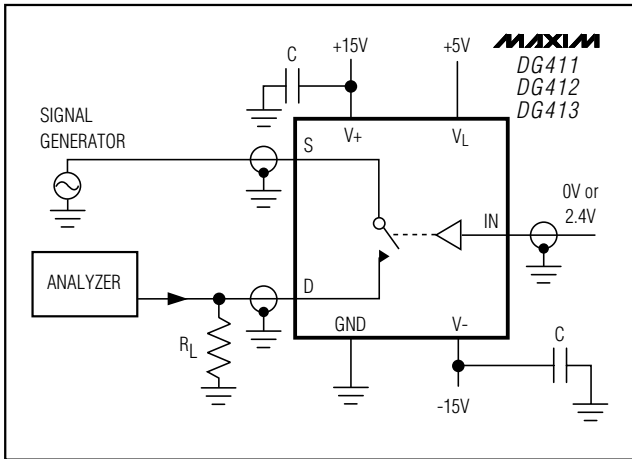 +15V
+5V
MAXIM
DG411
DG412
DG413
C
SIGNAL
GENERATOR
V+
VL
S
0V or
2.4V
IN
ANALYZER
D
RL
GND
V-
C
-15V